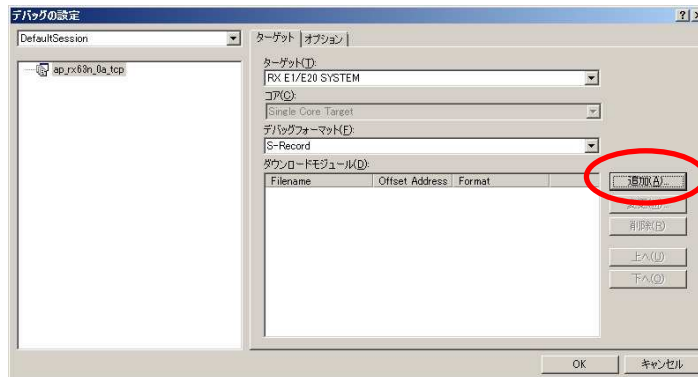 デバッグの設定
DefaultSession
ap_rx63n_0a_tcp
ターゲット
オプション
ターゲット(T):
RX E1/E20 SYSTEM
コア(C):
Single Core Target
デバッグフォーマット(F):
S-Record
ダウンロードモジュール(D):
Filename Offset Address Format
追加(A)...
削除(R)
上へ(U)
下へ(O)
OK
キャンセル